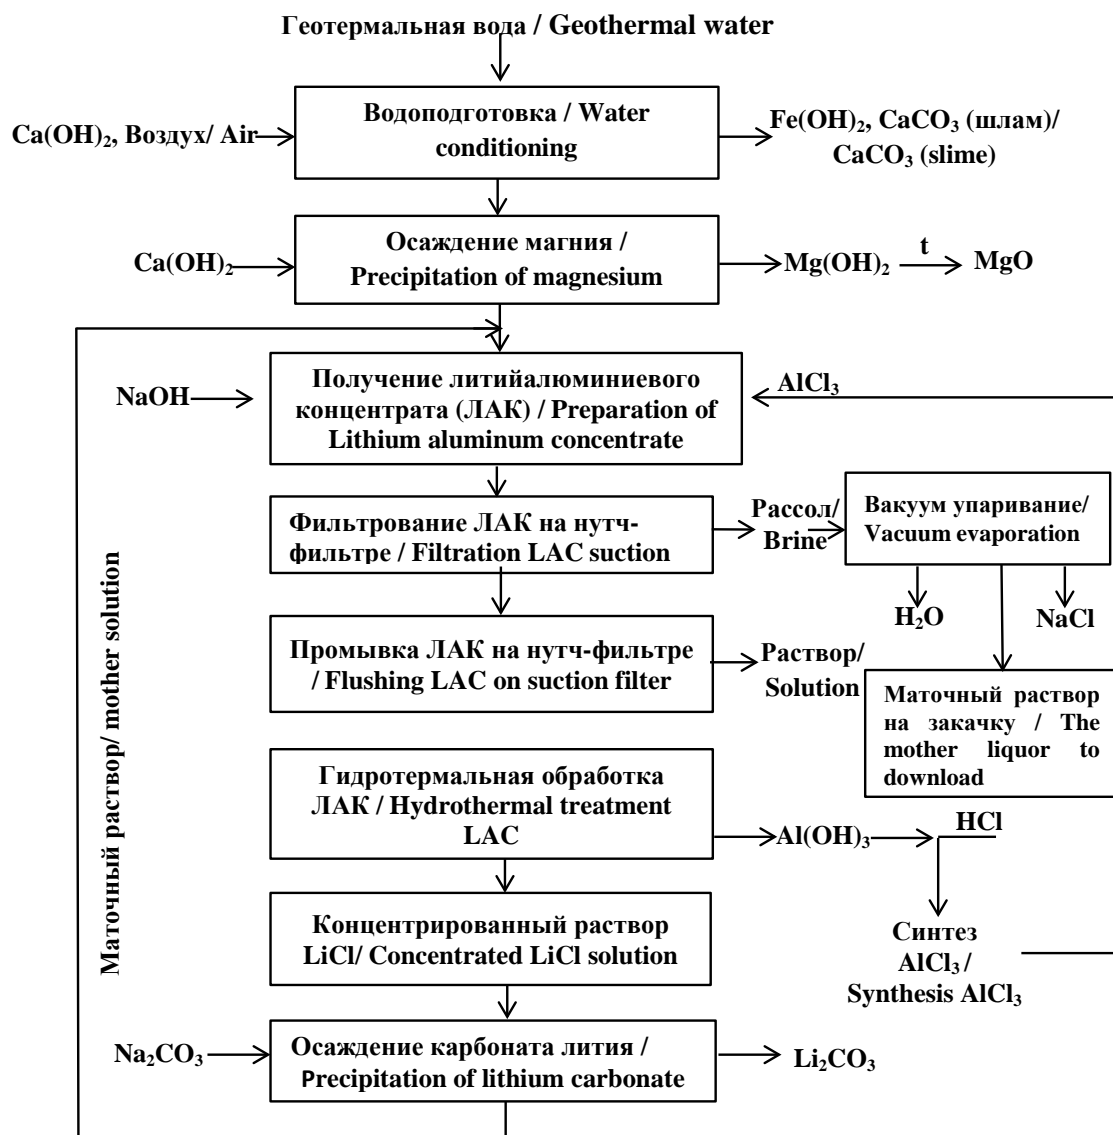 Геотермальная вода / Geothermal water
Водоподготовка / Water
conditioning
Ca(OH)₂, Воздух/ Air
Fe(OH)₂, CaCO₃ (шлам)/
CaCO₃ (slime)
Осаждение магния /
Precipitation of magnesium
Ca(OH)₂
Mg(OH)₂
t
MgO
Получение литийалюминиевого
концентрата (ЛАК) / Preparation of
Lithium aluminum concentrate
NaOH
AlCl₃
Фильтрование ЛАК на нутч-
фильтре / Filtration LAC suction
Рассол/
Brine
Вакуум упаривание/
Vacuum evaporation
H₂O
NaCl
Промывка ЛАК на нутч-фильтре
/ Flushing LAC on suction filter
Раствор/
Solution
Маточный раствор
на закачку / The
mother liquor to
download
Маточный раствор/ mother solution
Гидротермальная обработка
ЛАК / Hydrothermal treatment
LAC
Al(OH)₃
HCl
Концентрированный раствор
LiCl/ Concentrated LiCl solution
Синтез
AlCl₃ /
Synthesis AlCl₃
Na₂CO₃
Осаждение карбоната лития /
Precipitation of lithium carbonate
Li₂CO₃